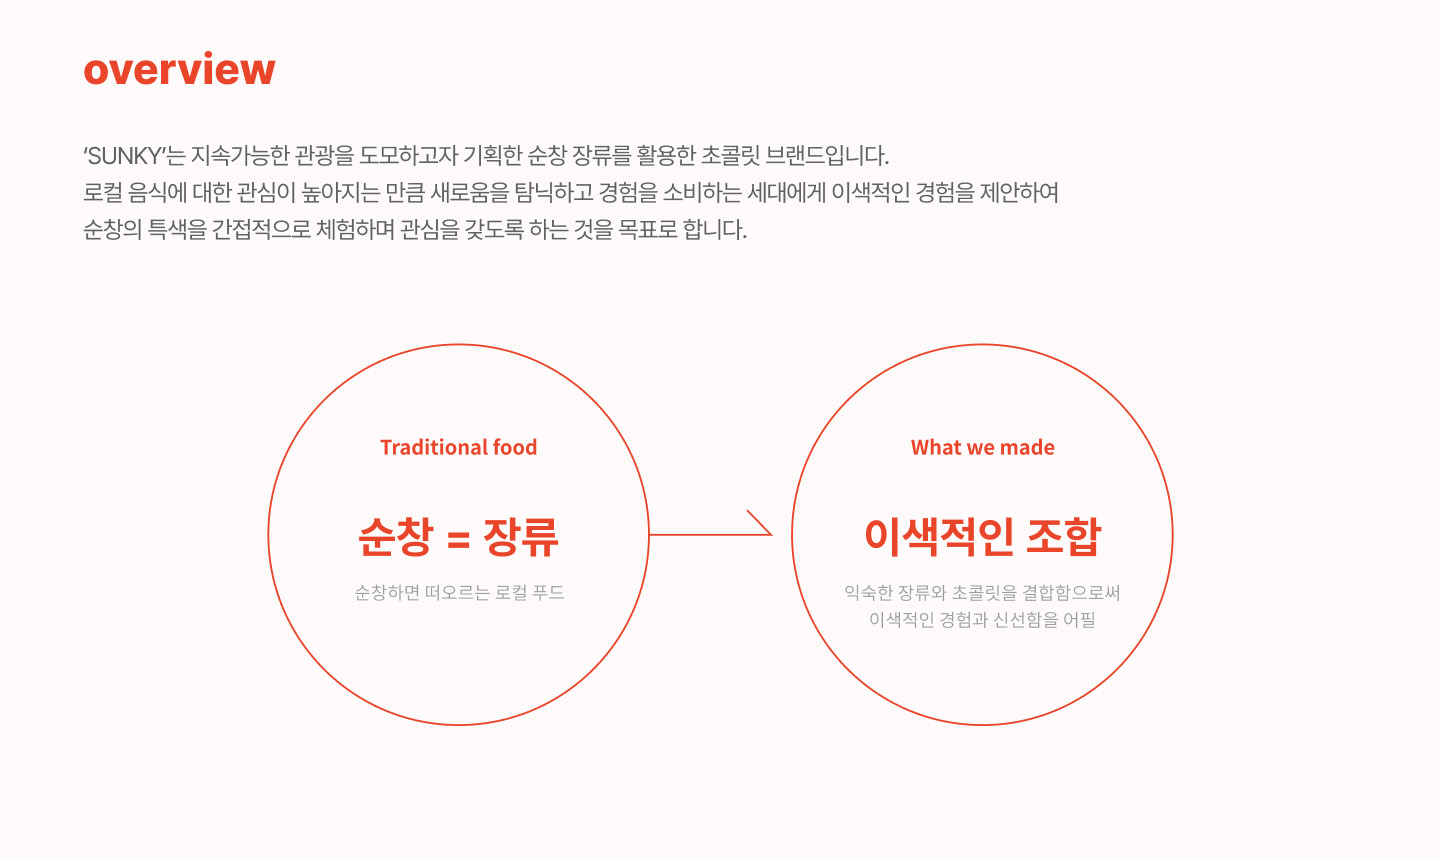 overview
‘SUNKY’는 지속가능한 관광을 도모하고자 기획한 순창 장류를 활용한 초콜릿 브랜드입니다.
로컬 음식에 대한 관심이 높아지는 만큼 새로움을 탐닉하고 경험을 소비하는 세대에게 이색적인 경험을 제안하여
순창의 특색을 간접적으로 체험하며 관심을 갖도록 하는 것을 목표로 합니다.
Traditional food
순창 = 장류
순창하면 떠오르는 로컬 푸드
What we made
이색적인 조합
익숙한 장류와 초콜릿을 결합함으로써
이색적인 경험과 신선함을 어필